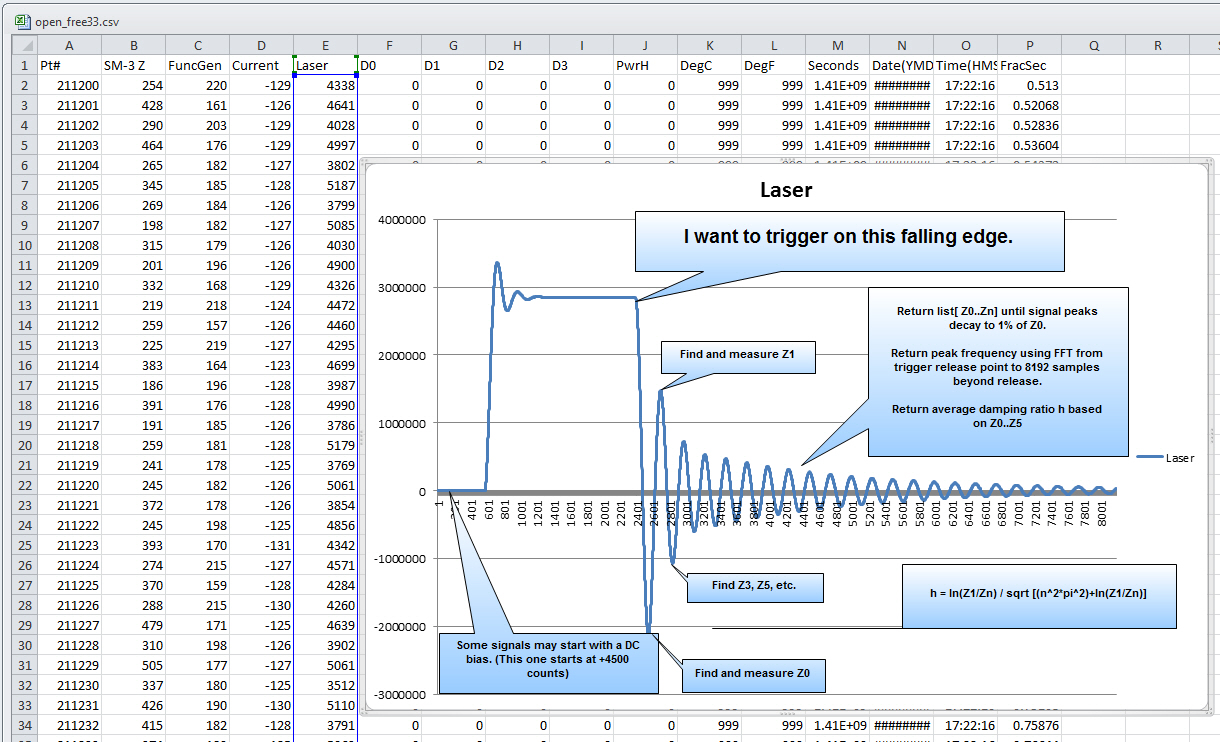 open_free33.csv
A B C D E F G H I J K L M N O P Q R
1 Pt# SM-3 Z FuncGen Current Laser D0 D1 D2 D3 PwrH DegC DegF Seconds Date(YMD Time(HMS FracSec
2 211200 254 220 -129 4338 0 0 0 0 0 999 999 1.41E+09 ######## 17:22:16 0.513
3 211201 428 161 -126 4641 0 0 0 0 0 999 999 1.41E+09 ######## 17:22:16 0.52068
4 211202 290 203 -129 4028 0 0 0 0 0 999 999 1.41E+09 ######## 17:22:16 0.52836
5 211203 464 176 -129 4997 0 0 0 0 0 999 999 1.41E+09 ######## 17:22:16 0.53604
6 211204 265 182 -127 3802
7 211205 345 185 -128 5187
8 211206 269 184 -126 3799
9 211207 198 182 -127 5085
10 211208 315 179 -126 4030
11 211209 201 196 -126 4900
12 211210 332 168 -129 4326
13 211211 219 218 -124 4472
14 211212 259 157 -126 4460
15 211213 225 219 -127 4295
16 211214 383 164 -123 4699
17 211215 186 196 -128 3987
18 211216 391 176 -128 4990
19 211217 191 185 -126 3786
20 211218 259 181 -128 5179
21 211219 241 178 -125 3769
22 211220 245 182 -126 5061
23 211221 372 178 -126 3854
24 211222 245 198 -125 4856
25 211223 393 170 -131 4342
26 211224 274 215 -127 4571
27 211225 370 159 -128 4284
28 211226 288 215 -130 4260
29 211227 479 171 -125 4639
30 211228 310 198 -126 3902
31 211229 505 177 -127 5061
32 211230 337 180 -125 3512
33 211231 426 190 -130 5110
34 211232 415 182 -128 3791 0 0 0 0 0 999 999 1.41E+09 ######## 17:22:16 0.75876
Laser
4000000
3000000
2000000
1000000
0
-1000000
-2000000
-3000000
I want to trigger on this falling edge.
Return list[ Z0..Zn] until signal peaks
decay to 1% of Z0.
Return peak frequency using FFT from
trigger release point to 8192 samples
beyond release.
Return average damping ratio h based
on Z0..Z5
Find and measure Z1
Laser
1 400 601 801 1001 1201 1401 1601 1801 2001 2201 2401 2601 2801 3001 3201 3401 3601 3801 4001 4201 4401 4601 4801 5001 5201 5401 5601 5801 6001 6201 6401 6601 6801 7001 7201 7401 7601 7801 8001
Find Z3, Z5, etc.
h = ln(Z1/Zn) / sqrt [(n^2*pi^2)+ln(Z1/Zn)]
Some signals may start with a DC
bias. (This one starts at +4500
counts)
Find and measure Z0